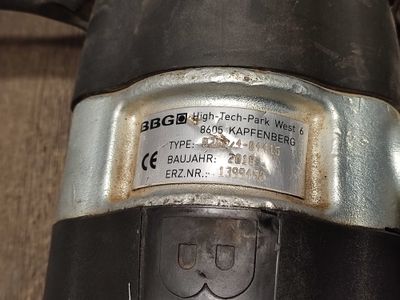 BBG High-Tech-Park West 6
8605 KAPFENBERG
TYPE:
CE BAUJAHR:
ERZ.NR.:
B